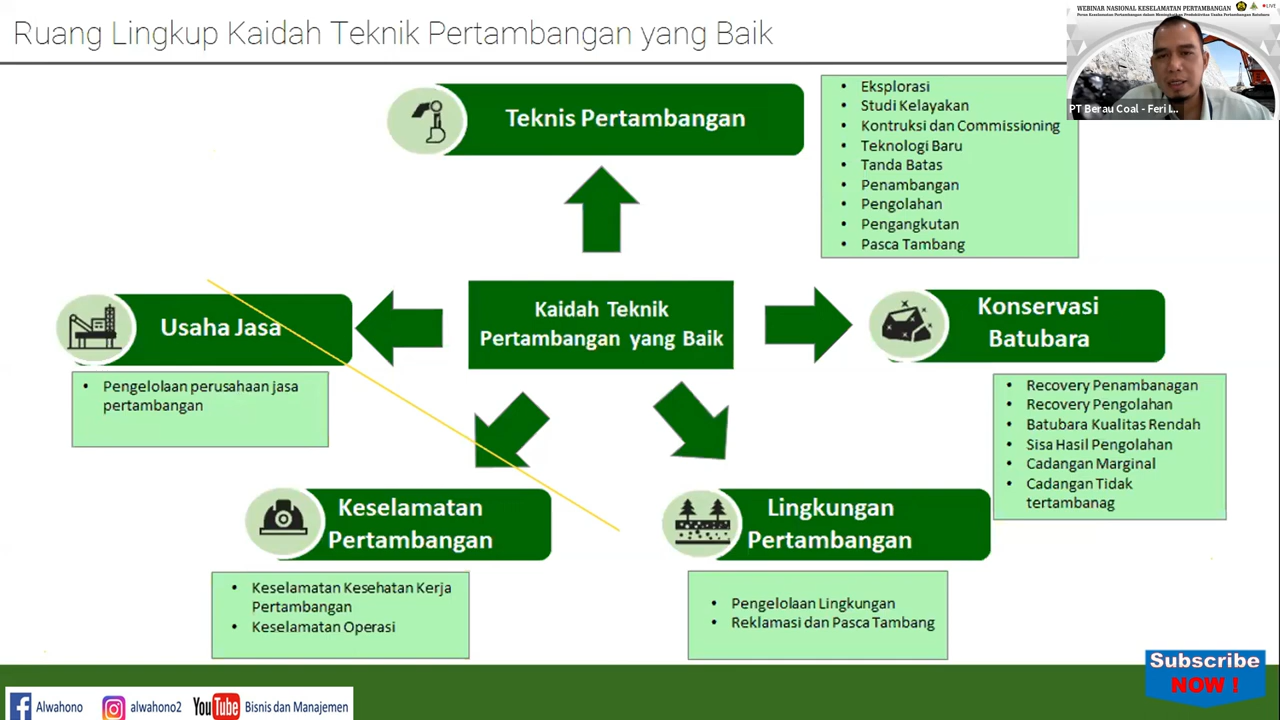 Ruang Lingkup Kaidah Teknik Pertambangan yang Baik
WEBINAR NASIONAL KESELAMATAN PERTAMBANGAN
LIVE
PT Berau Coal - Feri I...
Teknis Pertambangan
• Eksplorasi
• Studi Kelayakan
• Kontruksi dan Commissioning
• Teknologi Baru
• Tanda Batas
• Penambangan
• Pengolahan
• Pengangkutan
• Pasca Tambang
Usaha Jasa
• Pengelolaan perusahaan jasa
pertambangan
Kaidah Teknik
Pertambangan yang Baik
Konservasi
Batubara
• Recovery Penambanagan
• Recovery Pengolahan
• Batubara Kualitas Rendah
• Sisa Hasil Pengolahan
• Cadangan Marginal
• Cadangan Tidak
tertambanag
Keselamatan
Pertambangan
• Keselamatan Kesehatan Kerja
Pertambangan
• Keselamatan Operasi
Lingkungan
Pertambangan
• Pengelolaan Lingkungan
• Reklamasi dan Pasca Tambang
Subscribe
NOW !
Alwahono
alwahono2
YouTube
Bisnis dan Manajemen